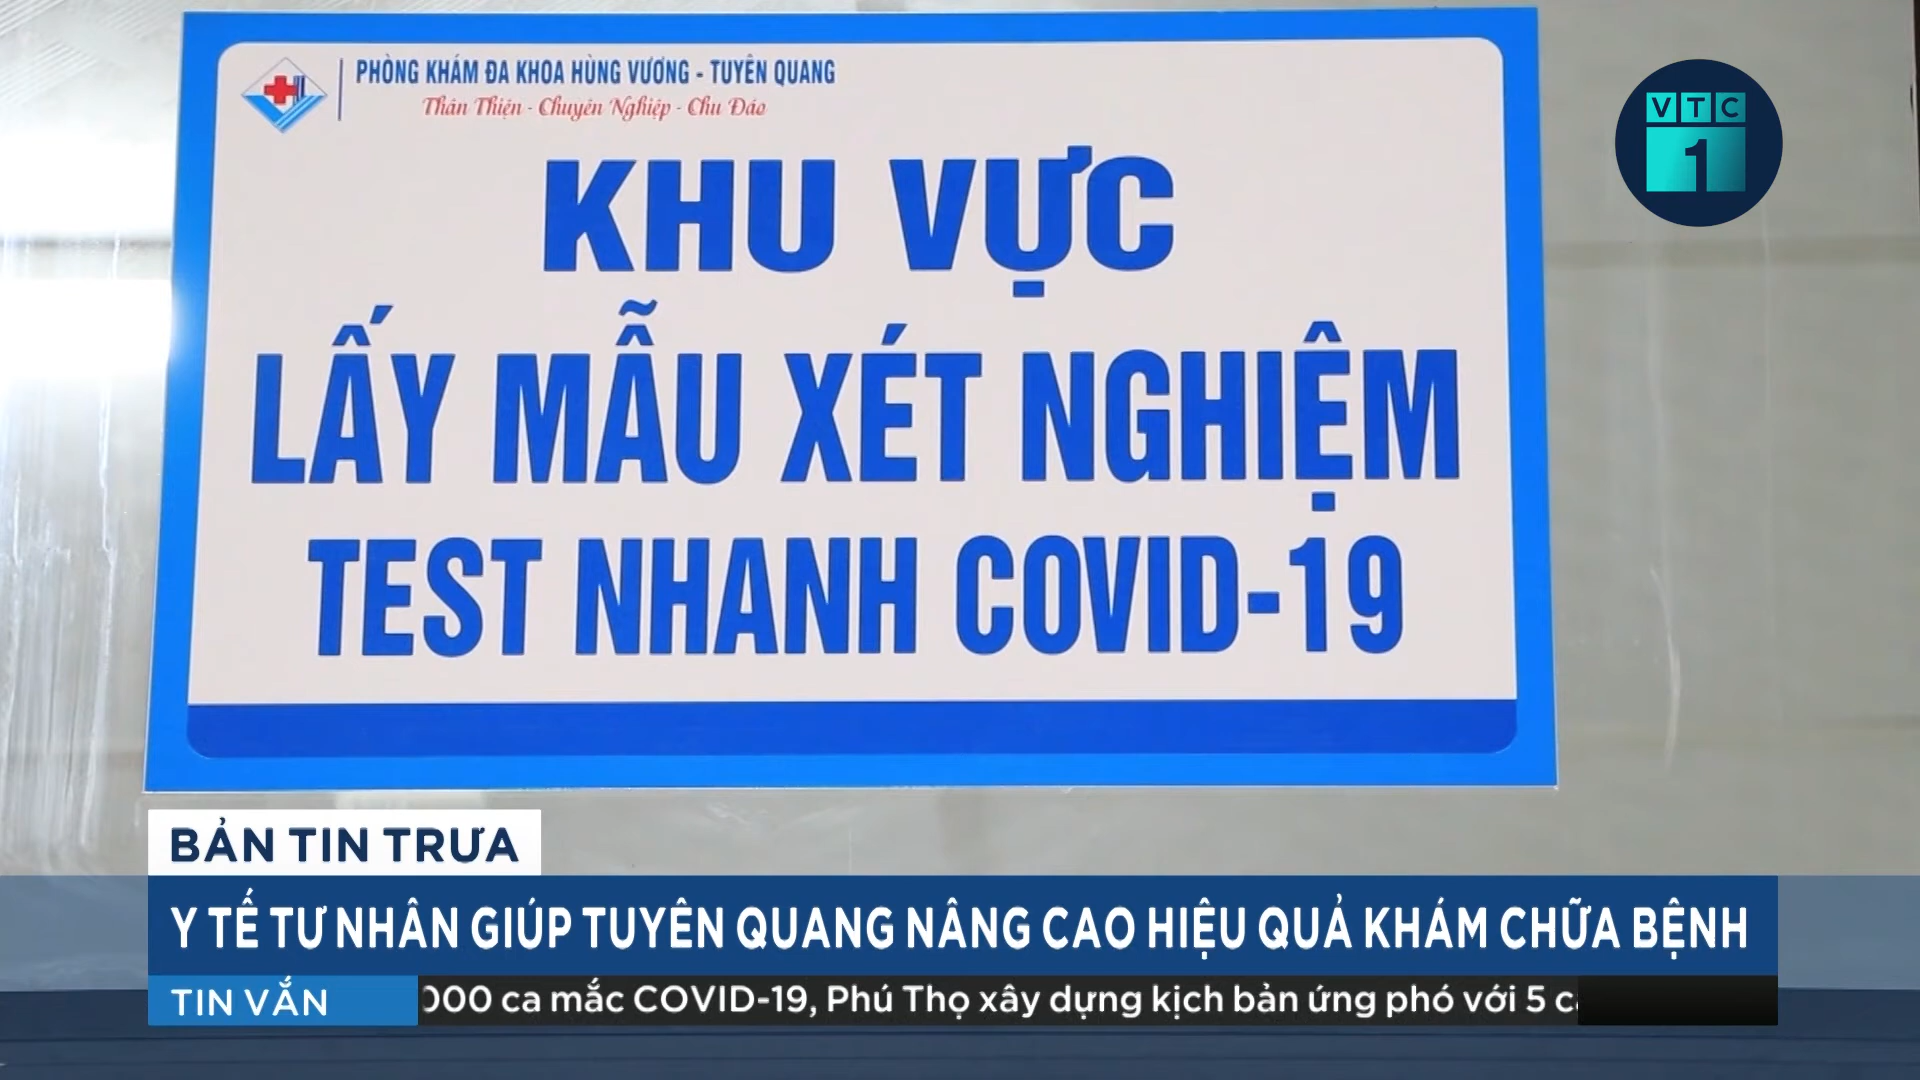 PHÒNG KHÁM ĐA KHOA HÙNG VƯƠNG - TUYÊN QUANG
Thân Thiện - Chuyên Nghiệp - Chu Đáo
VTC
1
KHU VỰC
LẤY MẪU XÉT NGHIỆM
TEST NHANH COVID-19
BẢN TIN TRƯA
Y TẾ TƯ NHÂN GIÚP TUYÊN QUANG NÂNG CAO HIỆU QUẢ KHÁM CHỮA BỆNH
TIN VẮN
000 ca mắc COVID-19, Phú Thọ xây dựng kịch bản ứng phó với 5